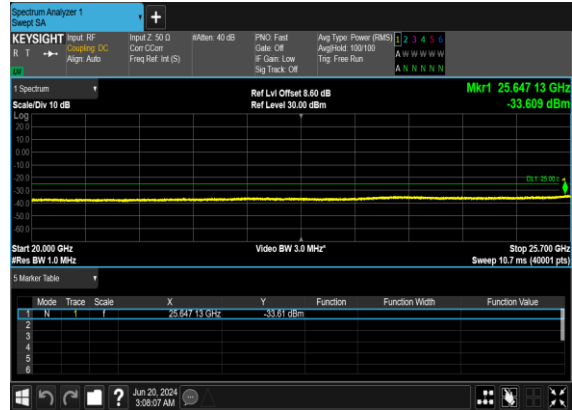 Spectrum Analyzer 1
Swept SA
+
KEYSIGHT
R T
Input: RF
Coupling: DC
Align: Auto
Input Z: 50 Ω
Corr CCorr
Freq Ref: Int (S)
#Atten: 40 dB
PNO: Fast
Gate: Off
IF Gain: Low
Sig Track: Off
Avg Type: Power (RMS)
Avg|Hold: 100/100
Trig: Free Run
1 2 3 4 5 6
A W W W W W
A N N N N N
1 Spectrum
Scale/Div 10 dB
Ref Lvl Offset 8.60 dB
Ref Level 30.00 dBm
Mkr1 25.647 13 GHz
-33.609 dBm
Log
20.0
10.0
0.00
-10.0
-20.0
-30.0
-40.0
-50.0
-60.0
1
Start 20.000 GHz
#Res BW 1.0 MHz
Video BW 3.0 MHz*
Stop 25.700 GHz
Sweep 10.7 ms (40001 pts)
5 Marker Table
Mode Trace Scale X Y Function Function Width Function Value
1 N 1 f 25.647 13 GHz -33.61 dBm
2
3
4
5
6
?
Jun 20, 2024
3:08:07 AM